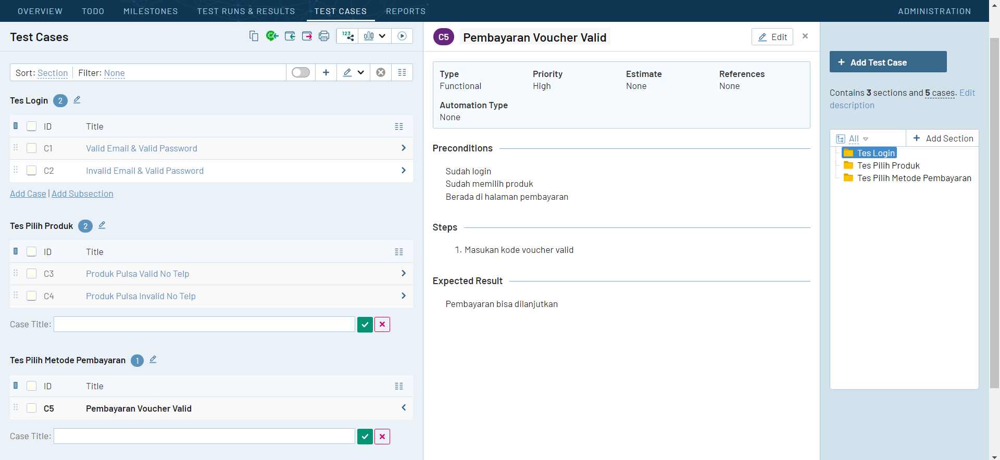 OVERVIEW TODO MILESTONES TEST RUNS & RESULTS TEST CASES REPORTS ADMINISTRATION
Test Cases
123
Sort: Section Filter: None
Tes Login 2
ID Title
C1 Valid Email & Valid Password
C2 Invalid Email & Valid Password
Add Case | Add Subsection
Tes Pilih Produk 2
ID Title
C3 Produk Pulsa Valid No Telp
C4 Produk Pulsa Invalid No Telp
Case Title:
Tes Pilih Metode Pembayaran 1
ID Title
C5 Pembayaran Voucher Valid
Case Title:
C5 Pembayaran Voucher Valid
Edit
Type Priority Estimate References
Functional High None None
Automation Type
None
Preconditions
Sudah login
Sudah memilih produk
Berada di halaman pembayaran
Steps
1. Masukan kode voucher valid
Expected Result
Pembayaran bisa dilanjutkan
+ Add Test Case
Contains 3 sections and 5 cases. Edit
description
All + Add Section
Tes Login
Tes Pilih Produk
Tes Pilih Metode Pembayaran